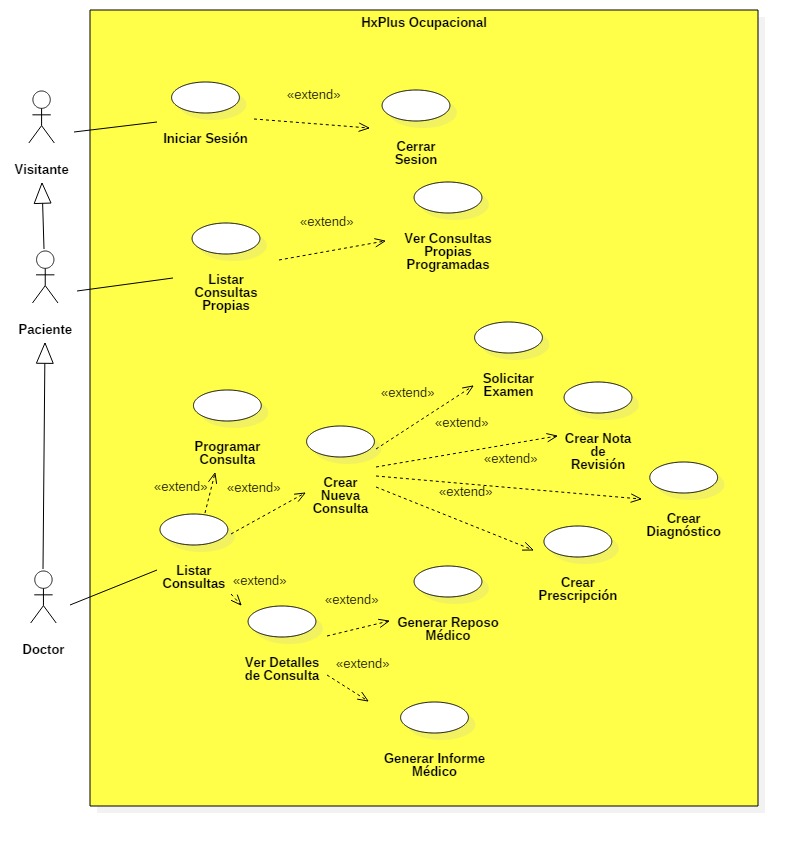 HxPlus Ocupacional
«extend»
Iniciar Sesión
Cerrar
Sesion
Visitante
«extend»
Ver Consultas
Propias
Programadas
Listar
Consultas
Propias
Paciente
Solicitar
Examen
«extend»
«extend»
Crear Nota
de
Revisión
Programar
Consulta
«extend»
Crear
Nueva
Consulta
«extend»
«extend»
«extend»
Crear
Diagnóstico
Listar
Consultas
«extend»
Crear
Prescripción
«extend»
Generar Reposo
Médico
Doctor
Ver Detalles
de Consulta
«extend»
Generar Informe
Médico